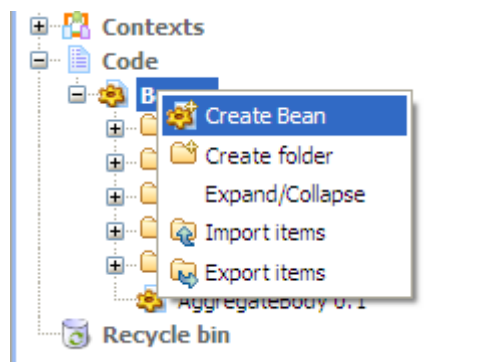 Contexts
Code
B
Create Bean
Create folder
Expand/Collapse
Import items
Export items
AggregateBody 0.1
Recycle bin